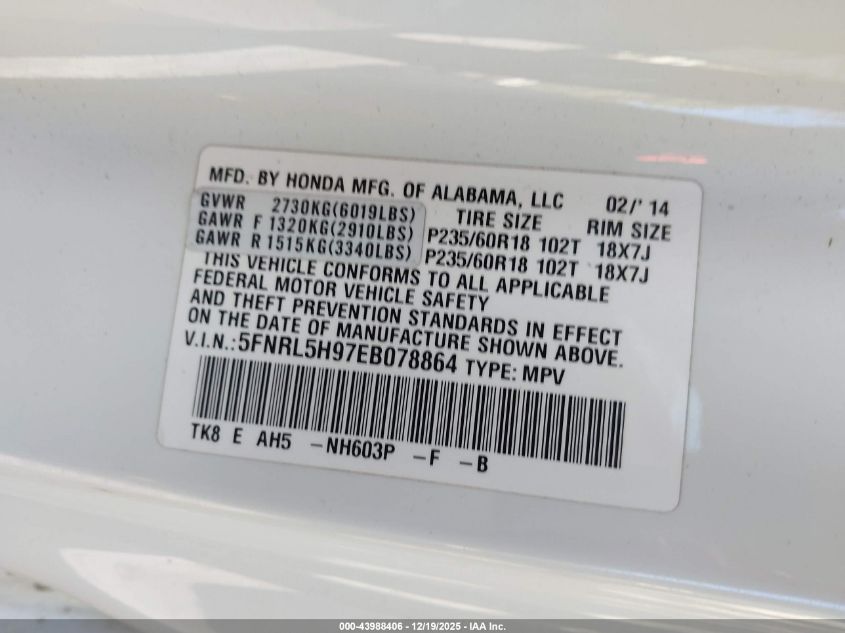 MFD. BY HONDA MFG. OF ALABAMA, LLC 02/' 14
GVWR 2730KG(6019LBS) TIRE SIZE RIM SIZE
GAWR F 1320KG(2910LBS) P235/60R18 102T 18X7J
GAWR R 1515KG(3340LBS) P235/60R18 102T 18X7J
THIS VEHICLE CONFORMS TO ALL APPLICABLE
FEDERAL MOTOR VEHICLE SAFETY
AND THEFT PREVENTION STANDARDS IN EFFECT
ON THE DATE OF MANUFACTURE SHOWN ABOVE.
V.I.N.:5FNRL5H97EB078864 TYPE: MPV
TK8 E AH5 -NH603P -F -B
000-43988406 - 12/19/2025 - IAA Inc.